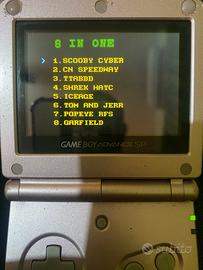 8 IN ONE
1.SCOOBY CYBER
2.CN SPEEDWAY
3.TTABBD
4.SHREK HATC
5.ICEAGE
6.TOM AND JERR
7.POPEYE RFS
8.GARFIELD
GAME BOY ADVANCE SP
subito